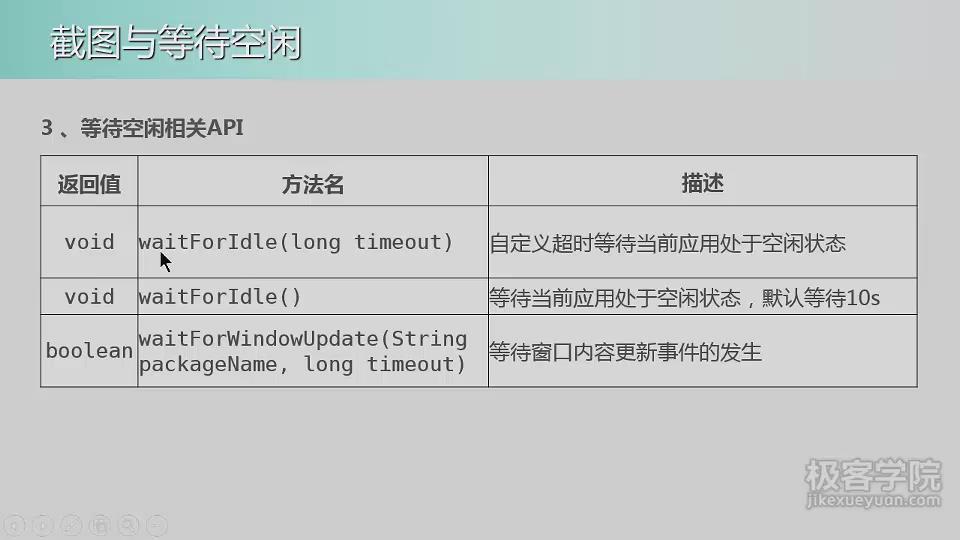 截图与等待空闲
3 、等待空闲相关API
返回值 方法名 描述
void waitForIdle(long timeout) 自定义超时等待当前应用处于空闲状态
void waitForIdle() 等待当前应用处于空闲状态，默认等待10s
boolean waitForWindowUpdate(String packageName, long timeout) 等待窗口内容更新事件的发生
极客学院
jikexueyuan.com